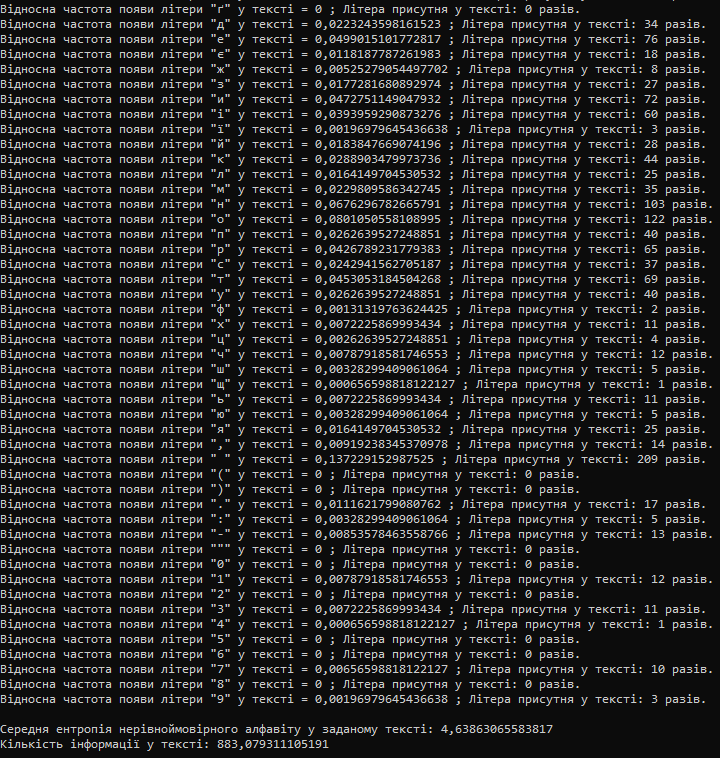 Відносна частота появи літери "ґ" у тексті = 0 ; Літера присутня у тексті: 0 разів.
Відносна частота появи літери "д" у тексті = 0,0223243598161523 ; Літера присутня у тексті: 34 разів.
Відносна частота появи літери "е" у тексті = 0,0499015101772817 ; Літера присутня у тексті: 76 разів.
Відносна частота появи літери "є" у тексті = 0,0118187787261983 ; Літера присутня у тексті: 18 разів.
Відносна частота появи літери "ж" у тексті = 0,00525279054497702 ; Літера присутня у тексті: 8 разів.
Відносна частота появи літери "з" у тексті = 0,0177281680892974 ; Літера присутня у тексті: 27 разів.
Відносна частота появи літери "и" у тексті = 0,0472751149047932 ; Літера присутня у тексті: 72 разів.
Відносна частота появи літери "і" у тексті = 0,0393959290873276 ; Літера присутня у тексті: 60 разів.
Відносна частота появи літери "ї" у тексті = 0,00196979645436638 ; Літера присутня у тексті: 3 разів.
Відносна частота появи літери "й" у тексті = 0,0183847669074196 ; Літера присутня у тексті: 28 разів.
Відносна частота появи літери "к" у тексті = 0,0288903479973736 ; Літера присутня у тексті: 44 разів.
Відносна частота появи літери "л" у тексті = 0,0164149704530532 ; Літера присутня у тексті: 25 разів.
Відносна частота появи літери "м" у тексті = 0,0229809586342745 ; Літера присутня у тексті: 35 разів.
Відносна частота появи літери "н" у тексті = 0,0676296782665791 ; Літера присутня у тексті: 103 разів.
Відносна частота появи літери "о" у тексті = 0,0801050558108995 ; Літера присутня у тексті: 122 разів.
Відносна частота появи літери "п" у тексті = 0,0262639527248851 ; Літера присутня у тексті: 40 разів.
Відносна частота появи літери "р" у тексті = 0,0426789231779383 ; Літера присутня у тексті: 65 разів.
Відносна частота появи літери "с" у тексті = 0,0242941562705187 ; Літера присутня у тексті: 37 разів.
Відносна частота появи літери "т" у тексті = 0,0453053184504268 ; Літера присутня у тексті: 69 разів.
Відносна частота появи літери "у" у тексті = 0,0262639527248851 ; Літера присутня у тексті: 40 разів.
Відносна частота появи літери "ф" у тексті = 0,00131319763624425 ; Літера присутня у тексті: 2 разів.
Відносна частота появи літери "х" у тексті = 0,0072225869993434 ; Літера присутня у тексті: 11 разів.
Відносна частота появи літери "ц" у тексті = 0,00262639527248851 ; Літера присутня у тексті: 4 разів.
Відносна частота появи літери "ч" у тексті = 0,00787918581746553 ; Літера присутня у тексті: 12 разів.
Відносна частота появи літери "ш" у тексті = 0,00328299409061064 ; Літера присутня у тексті: 5 разів.
Відносна частота появи літери "щ" у тексті = 0,000656598818122127 ; Літера присутня у тексті: 1 разів.
Відносна частота появи літери "ь" у тексті = 0,0072225869993434 ; Літера присутня у тексті: 11 разів.
Відносна частота появи літери "ю" у тексті = 0,00328299409061064 ; Літера присутня у тексті: 5 разів.
Відносна частота появи літери "я" у тексті = 0,0164149704530532 ; Літера присутня у тексті: 25 разів.
Відносна частота появи літери "," у тексті = 0,00919238345370978 ; Літера присутня у тексті: 14 разів.
Відносна частота появи літери " " у тексті = 0,137229152987525 ; Літера присутня у тексті: 209 разів.
Відносна частота появи літери "(" у тексті = 0 ; Літера присутня у тексті: 0 разів.
Відносна частота появи літери ")" у тексті = 0 ; Літера присутня у тексті: 0 разів.
Відносна частота появи літери "." у тексті = 0,0111621799080762 ; Літера присутня у тексті: 17 разів.
Відносна частота появи літери ":" у тексті = 0,00328299409061064 ; Літера присутня у тексті: 5 разів.
Відносна частота появи літери "-" у тексті = 0,00853578463558766 ; Літера присутня у тексті: 13 разів.
Відносна частота появи літери """ у тексті = 0 ; Літера присутня у тексті: 0 разів.
Відносна частота появи літери "0" у тексті = 0 ; Літера присутня у тексті: 0 разів.
Відносна частота появи літери "1" у тексті = 0,00787918581746553 ; Літера присутня у тексті: 12 разів.
Відносна частота появи літери "2" у тексті = 0 ; Літера присутня у тексті: 0 разів.
Відносна частота появи літери "3" у тексті = 0,0072225869993434 ; Літера присутня у тексті: 11 разів.
Відносна частота появи літери "4" у тексті = 0,000656598818122127 ; Літера присутня у тексті: 1 разів.
Відносна частота появи літери "5" у тексті = 0 ; Літера присутня у тексті: 0 разів.
Відносна частота появи літери "6" у тексті = 0 ; Літера присутня у тексті: 0 разів.
Відносна частота появи літери "7" у тексті = 0,00656598818122127 ; Літера присутня у тексті: 10 разів.
Відносна частота появи літери "8" у тексті = 0 ; Літера присутня у тексті: 0 разів.
Відносна частота появи літери "9" у тексті = 0,00196979645436638 ; Літера присутня у тексті: 3 разів.
Середня ентропія нерівноймовірного алфавіту у заданому тексті: 4,63863065583817
Кількість інформації у тексті: 883,079311105191